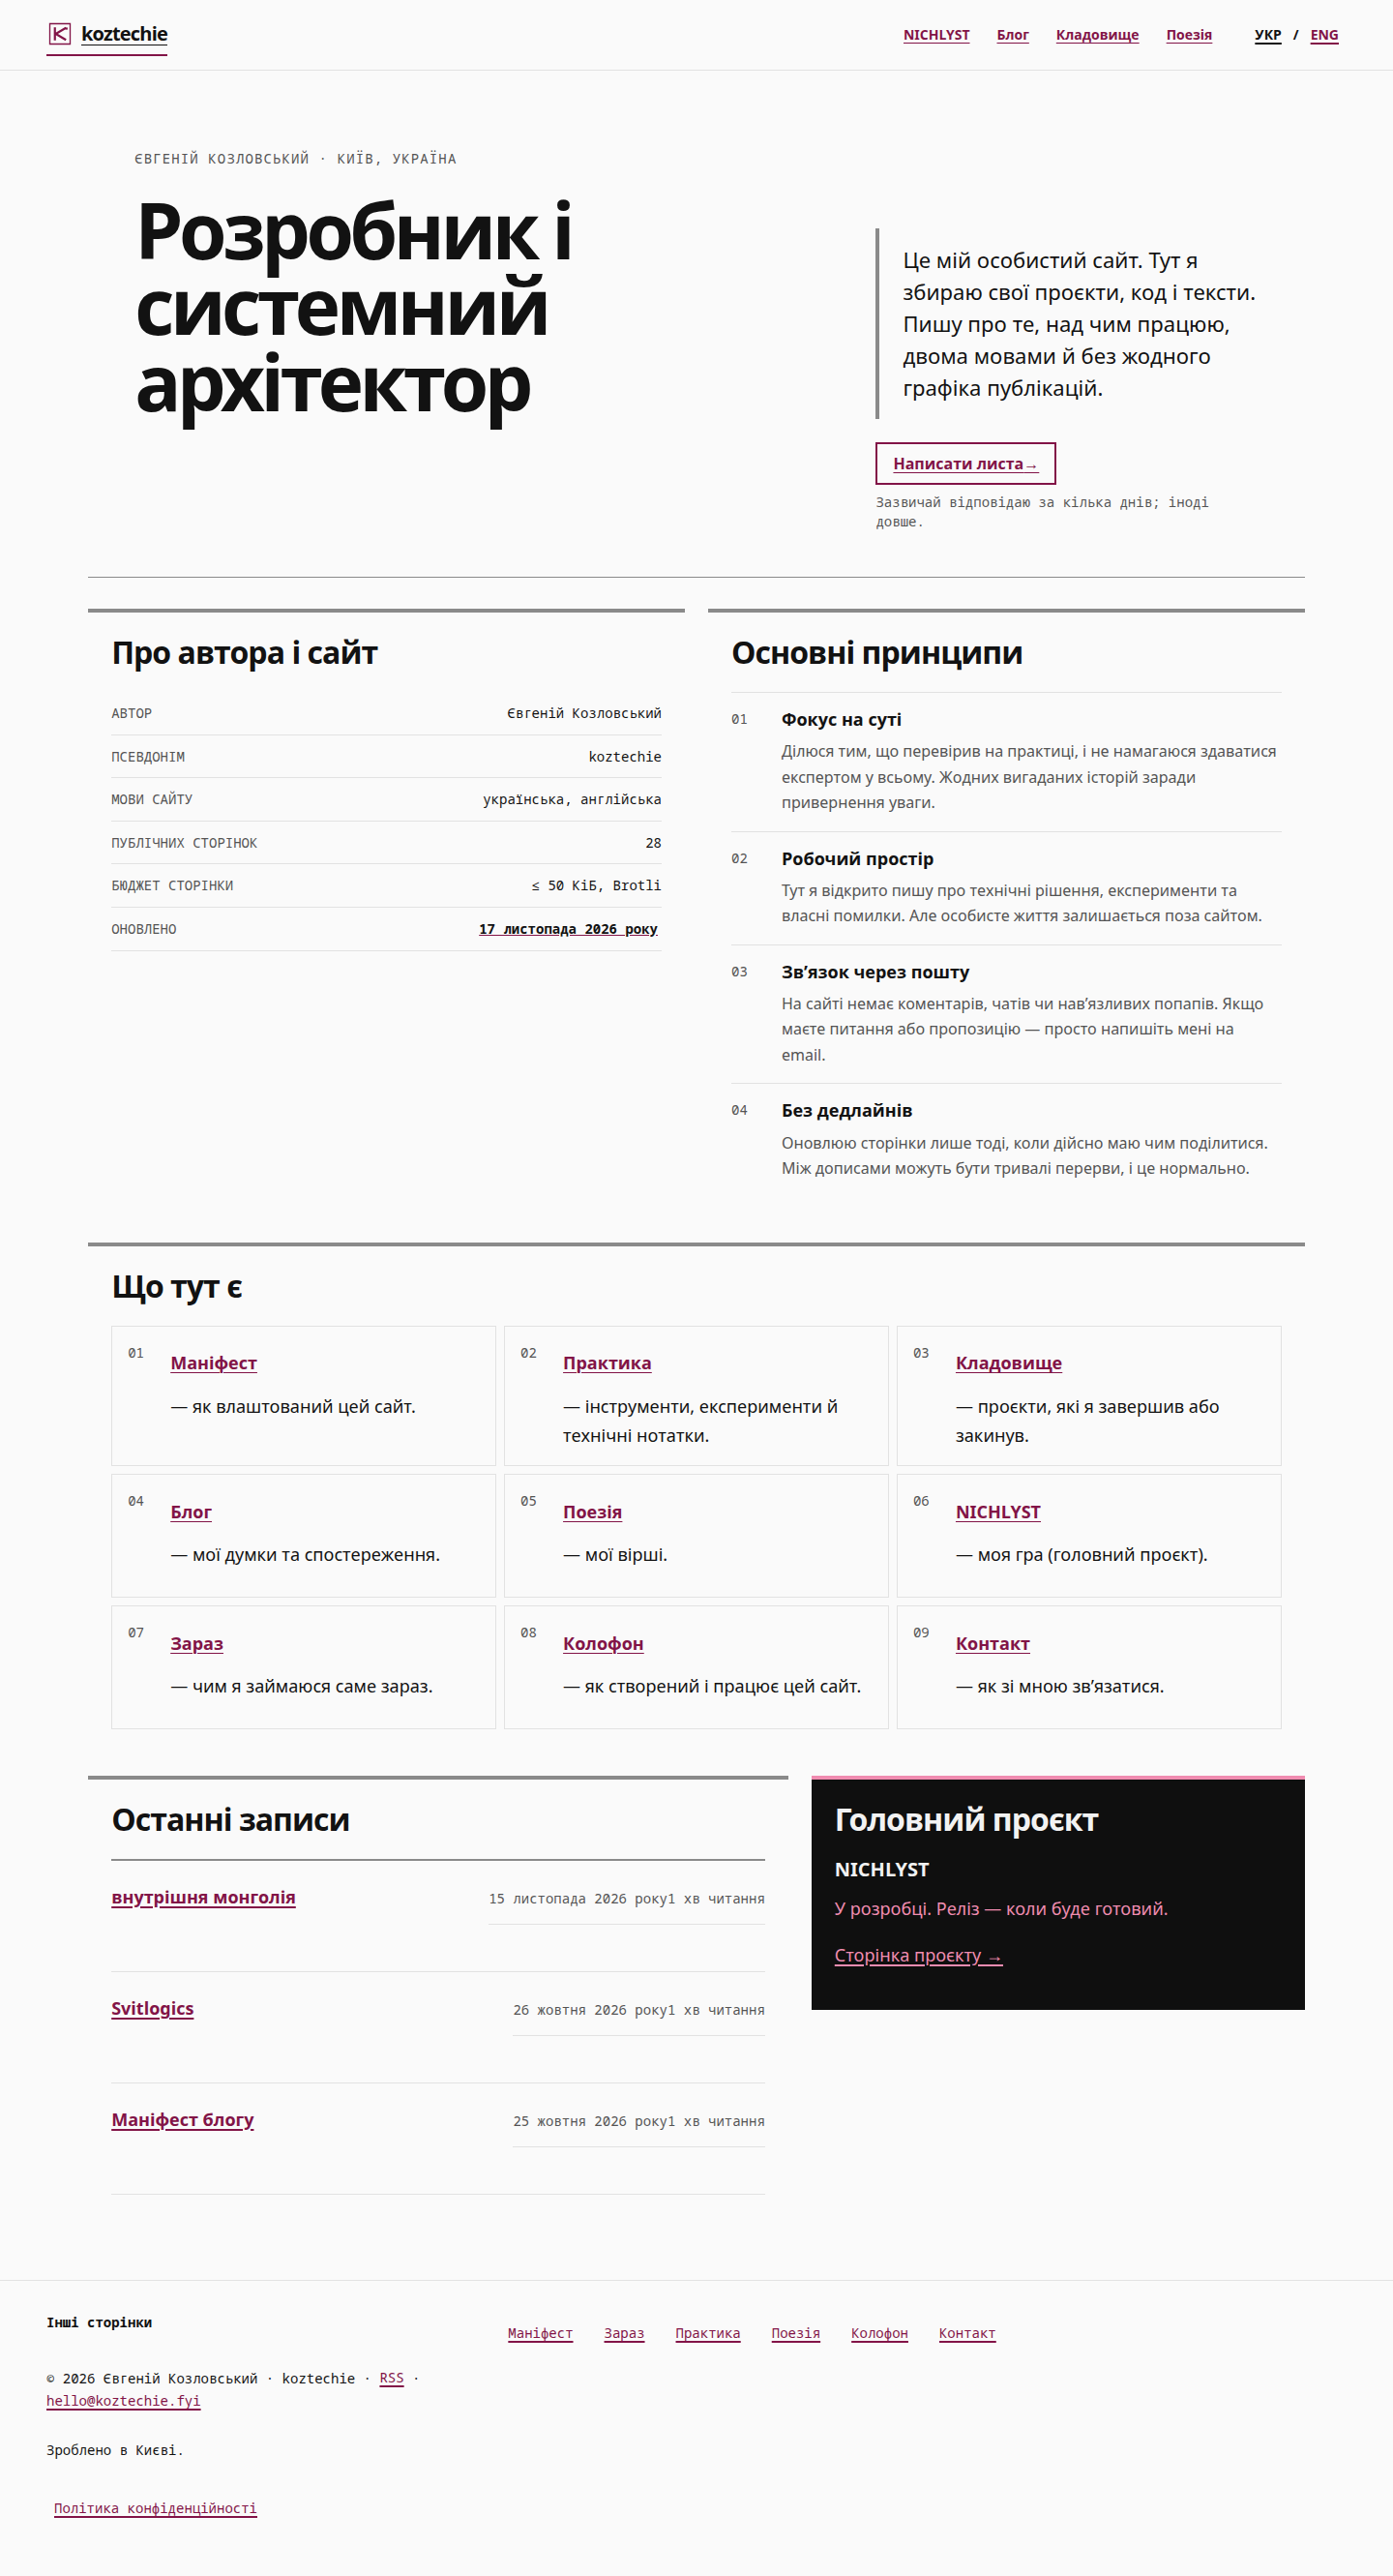 koztechie
NICHLYST Блог Кладовище Поезія УКР / ENG
ЄВГЕНІЙ КОЗЛОВСЬКИЙ · КИЇВ, УКРАЇНА
Розробник і
системний
архітектор
Це мій особистий сайт. Тут я
збираю свої проєкти, код і тексти.
Пишу про те, над чим працюю,
двома мовами й без жодного
графіка публікацій.
Написати листа→
Зазвичай відповідаю за кілька днів; іноді
довше.
Про автора і сайт
АВТОР Євгеній Козловський
ПСЕВДОНІМ koztechie
МОВИ САЙТУ українська, англійська
ПУБЛІЧНИХ СТОРІНОК 28
БЮДЖЕТ СТОРІНКИ ≤ 50 КіБ, Brotli
ОНОВЛЕНО 17 листопада 2026 року
Основні принципи
01 Фокус на суті
Ділюся тим, що перевірив на практиці, і не намагаюся здаватися
експертом у всьому. Жодних вигаданих історій заради
привернення уваги.
02 Робочий простір
Тут я відкрито пишу про технічні рішення, експерименти та
власні помилки. Але особисте життя залишається поза сайтом.
03 Зв’язок через пошту
На сайті немає коментарів, чатів чи нав’язливих попапів. Якщо
маєте питання або пропозицію — просто напишіть мені на
email.
04 Без дедлайнів
Оновлюю сторінки лише тоді, коли дійсно маю чим поділитися.
Між дописами можуть бути тривалі перерви, і це нормально.
Що тут є
01 Маніфест
— як влаштований цей сайт.
02 Практика
— інструменти, експерименти й
технічні нотатки.
03 Кладовище
— проєкти, які я завершив або
закинув.
04 Блог
— мої думки та спостереження.
05 Поезія
— мої вірші.
06 NICHLYST
— моя гра (головний проєкт).
07 Зараз
— чим я займаюся саме зараз.
08 Колофон
— як створений і працює цей сайт.
09 Контакт
— як зі мною зв’язатися.
Останні записи
внутрішня монголія 15 листопада 2026 року1 хв читання
Svitlogics 26 жовтня 2026 року1 хв читання
Маніфест блогу 25 жовтня 2026 року1 хв читання
Головний проєкт
NICHLYST
У розробці. Реліз — коли буде готовий.
Сторінка проєкту →
Інші сторінки
Маніфест Зараз Практика Поезія Колофон Контакт
© 2026 Євгеній Козловський · koztechie · RSS ·
hello@koztechie.fyi
Зроблено в Києві.
Політика конфіденційності